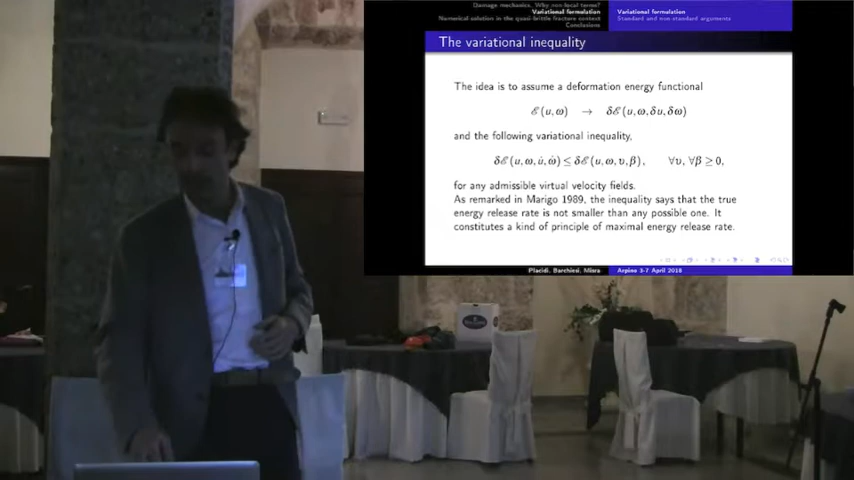 Damage mechanics. Why non local terms?
Variational formulation
Numerical solution in the quasi-brittle fracture context
Conclusions
Variational formulation
Standard and non-standard arguments
The variational inequality
The idea is to assume a deformation energy functional
ℰ(u, ω) → δℰ(u, ω, δu, δω)
and the following variational inequality,
δℰ(u, ω, u̇, ω̇) ≤ δℰ(u, ω, υ, β), ∀υ, ∀β ≥ 0,
for any admissible virtual velocity fields.
As remarked in Marigo 1989, the inequality says that the true
energy release rate is not smaller than any possible one. It
constitutes a kind of principle of maximal energy release rate.
Placidi, Barchiesi, Misra
Arpino 3-7 April 2018